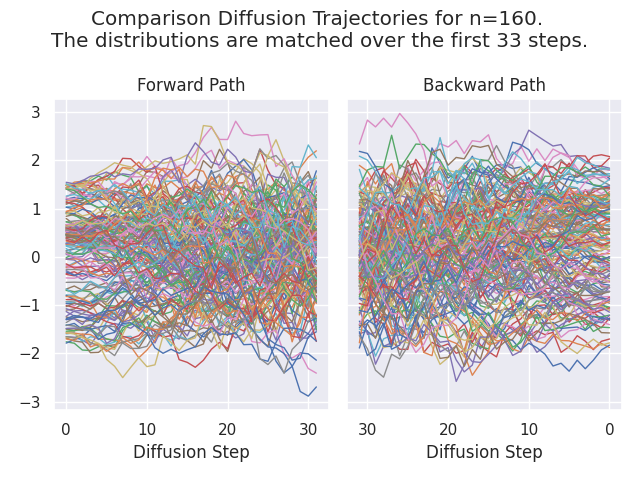 Comparison Diffusion Trajectories for n=160.
The distributions are matched over the first 33 steps.
Forward Path
Backward Path
3
2
1
0
−1
−2
−3
0 10 20 30
30 20 10 0
Diffusion Step
Diffusion Step